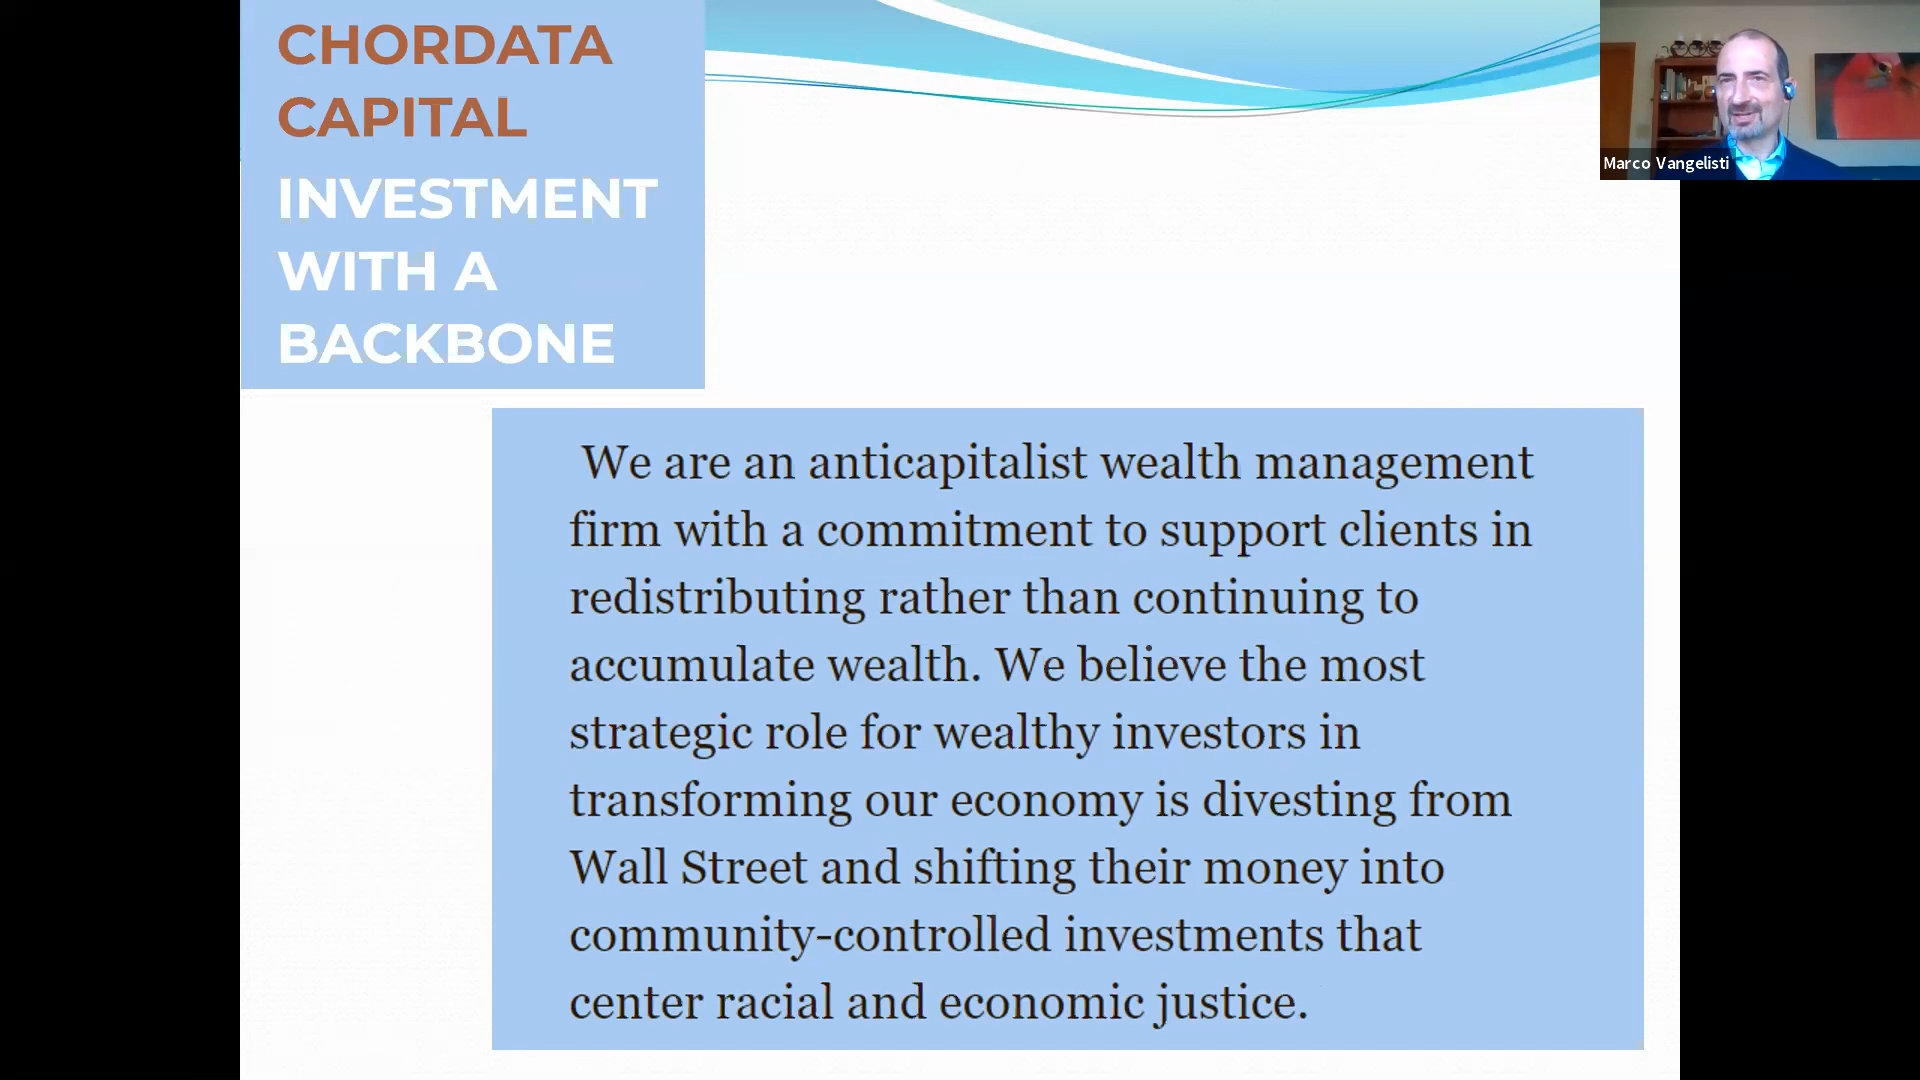 CHORDATA
CAPITAL
INVESTMENT
WITH A
BACKBONE
Marco Vangelisti
We are an anticapitalist wealth management
firm with a commitment to support clients in
redistributing rather than continuing to
accumulate wealth. We believe the most
strategic role for wealthy investors in
transforming our economy is divesting from
Wall Street and shifting their money into
community-controlled investments that
center racial and economic justice.